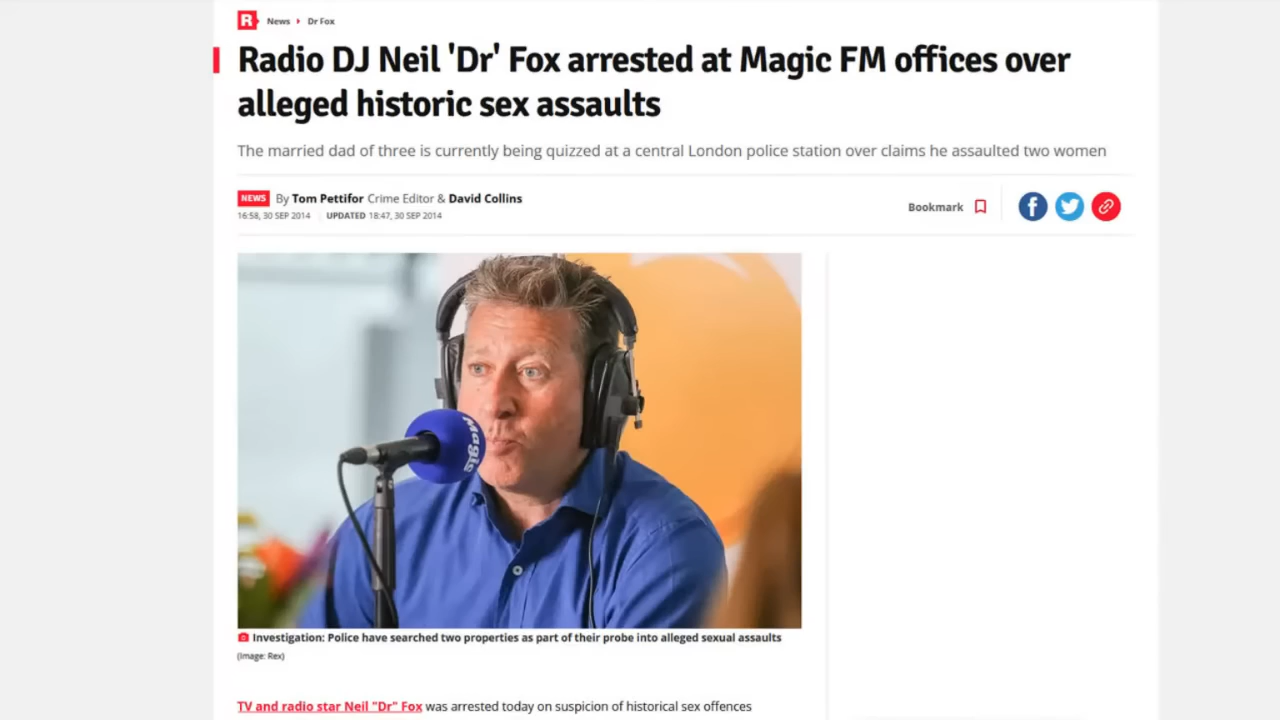 R News Dr Fox
Radio DJ Neil 'Dr' Fox arrested at Magic FM offices over
alleged historic sex assaults
The married dad of three is currently being quizzed at a central London police station over claims he assaulted two women
NEWS By Tom Pettifor Crime Editor & David Collins
16:58, 30 SEP 2014 UPDATED 18:47, 30 SEP 2014
Bookmark
Magic
Investigation: Police have searched two properties as part of their probe into alleged sexual assaults
(Image: Rex)
TV and radio star Neil "Dr" Fox was arrested today on suspicion of historical sex offences